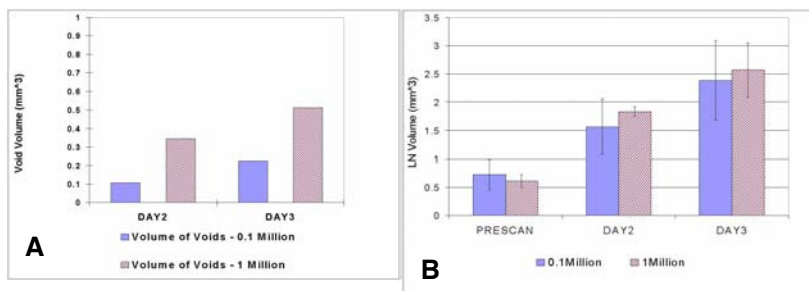 1
0.9
0.8
0.7
0.6
0.5
0.4
0.3
0.2
0.1
0
Void Volume (mm^3)
DAY2 DAY3
Volume of Voids - 0.1 Million
Volume of Voids - 1 Million
A
3.5
3
2.5
2
1.5
1
0.5
0
LN Volume (mm^3)
PRESCAN DAY2 DAY3
0.1Million 1Million
B